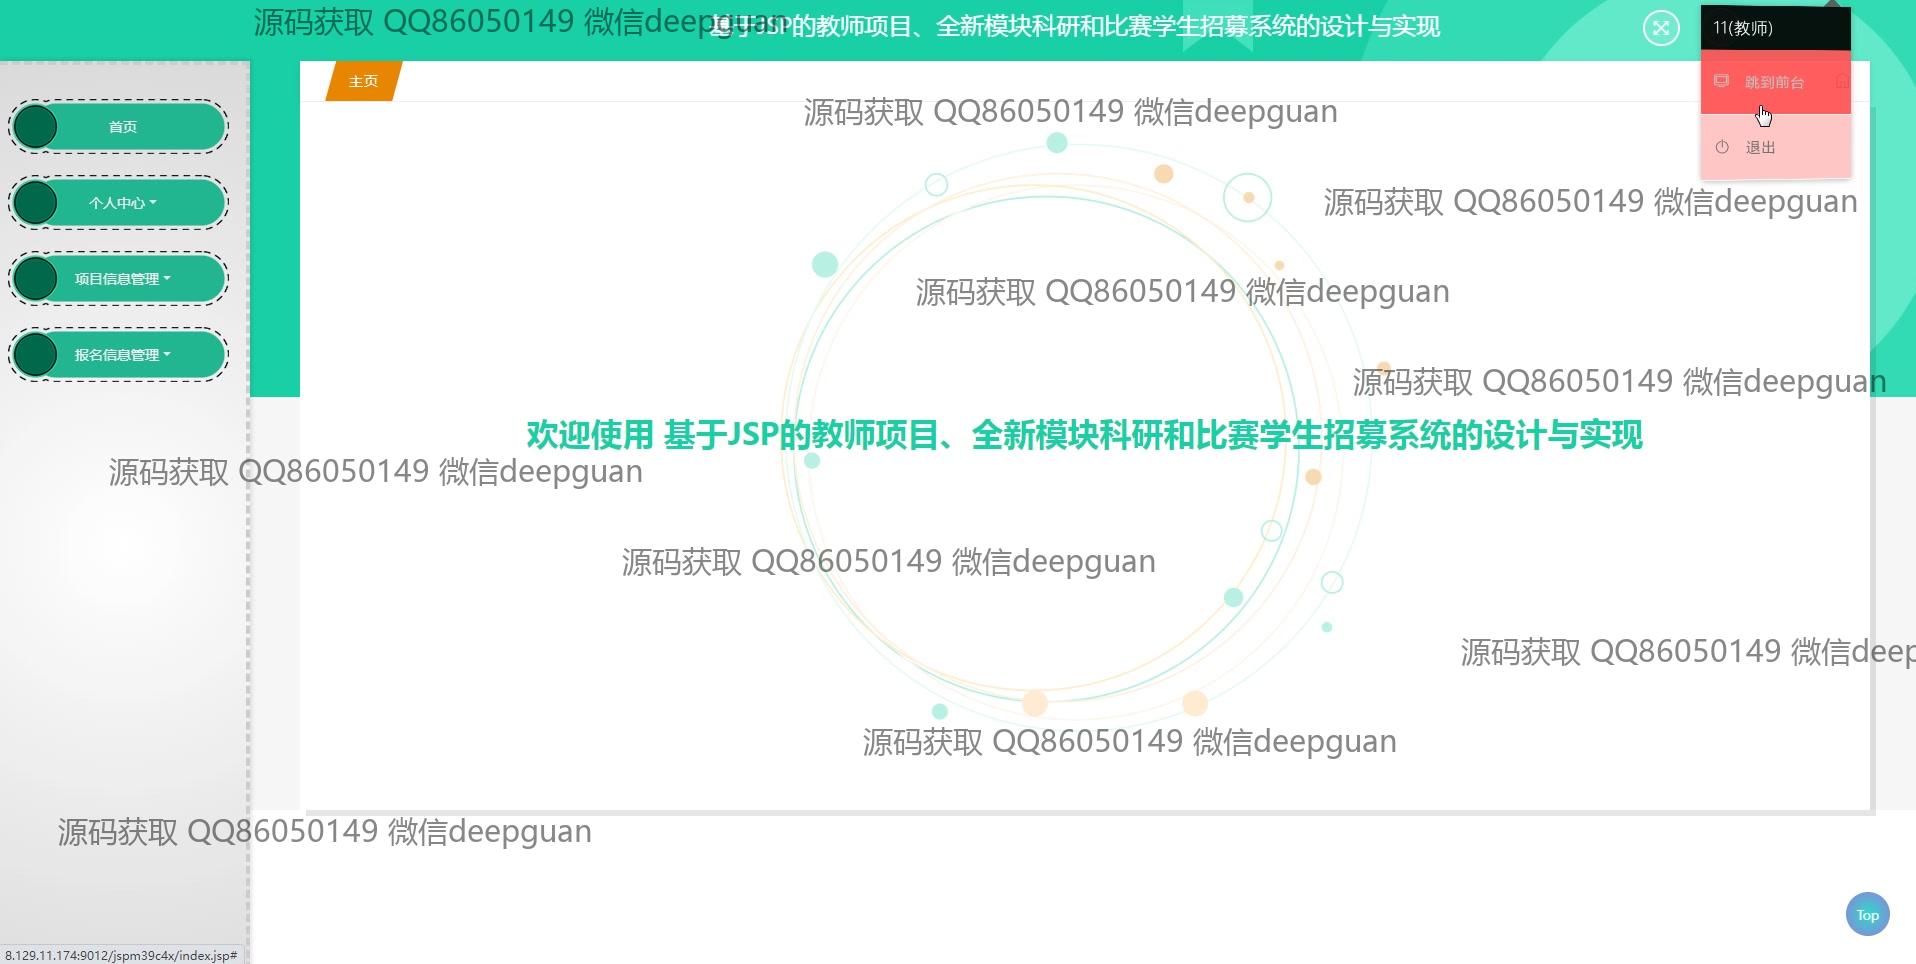 源码获取 QQ86050149 微信deepguan
基于JSP的教师项目、全新模块科研和比赛学生招募系统的设计与实现
11(教师)
主页
跳到前台
源码获取 QQ86050149 微信deepguan
首页
退出
个人中心
源码获取 QQ86050149 微信deepguan
项目信息管理
源码获取 QQ86050149 微信deepguan
报名信息管理
源码获取 QQ86050149 微信deepguan
欢迎使用 基于JSP的教师项目、全新模块科研和比赛学生招募系统的设计与实现
源码获取 QQ86050149 微信deepguan
源码获取 QQ86050149 微信deepguan
源码获取 QQ86050149 微信deep
源码获取 QQ86050149 微信deepguan
源码获取 QQ86050149 微信deepguan
Top
8.129.11.174:9012/jspm39c4x/index.jsp#